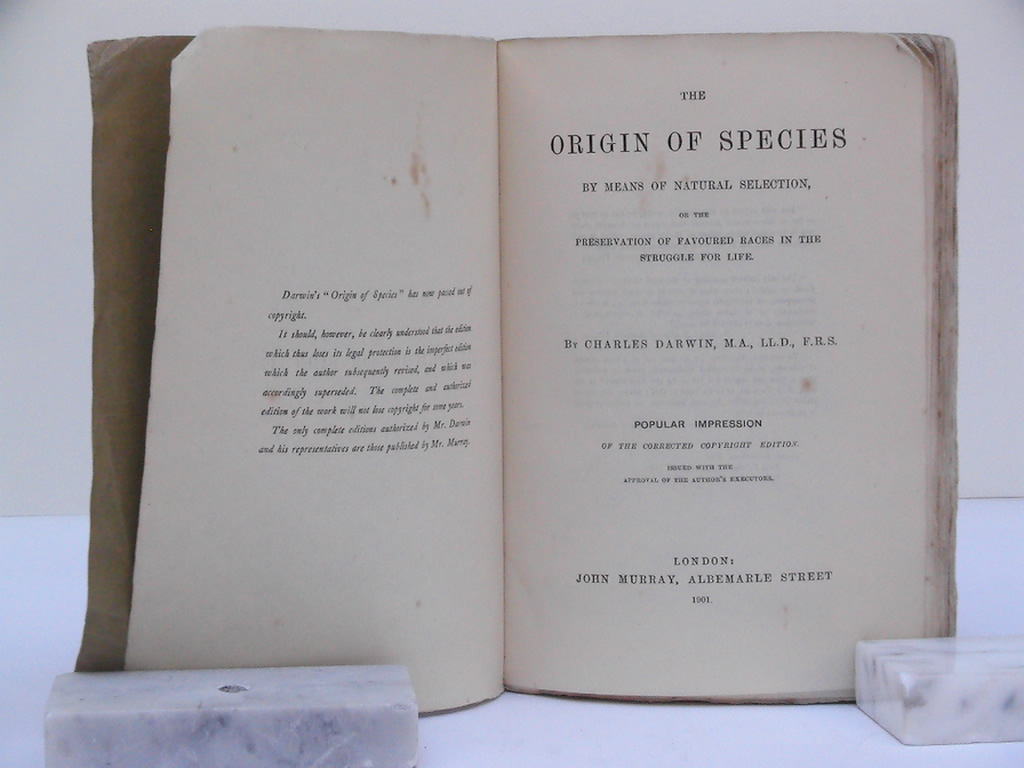 Darwin's "Origin of Species" has now passed out of
copyright.
It should, however, be clearly understood that the edition
which thus loses its legal protection is the imperfect edition
which the author subsequently revised, and which was
accordingly superseded. The complete and authorized
edition of the work will not lose copyright for some years.
The only complete editions authorized by Mr. Darwin
and his representatives are those published by Mr. Murray.
THE
ORIGIN OF SPECIES
BY MEANS OF NATURAL SELECTION,
OR THE
PRESERVATION OF FAVOURED RACES IN THE
STRUGGLE FOR LIFE.
BY CHARLES DARWIN, M.A., LL.D., F.R.S.
POPULAR IMPRESSION
OF THE CORRECTED COPYRIGHT EDITION.
ISSUED WITH THE
APPROVAL OF THE AUTHOR'S EXECUTORS.
LONDON:
JOHN MURRAY, ALBEMARLE STREET
1901.